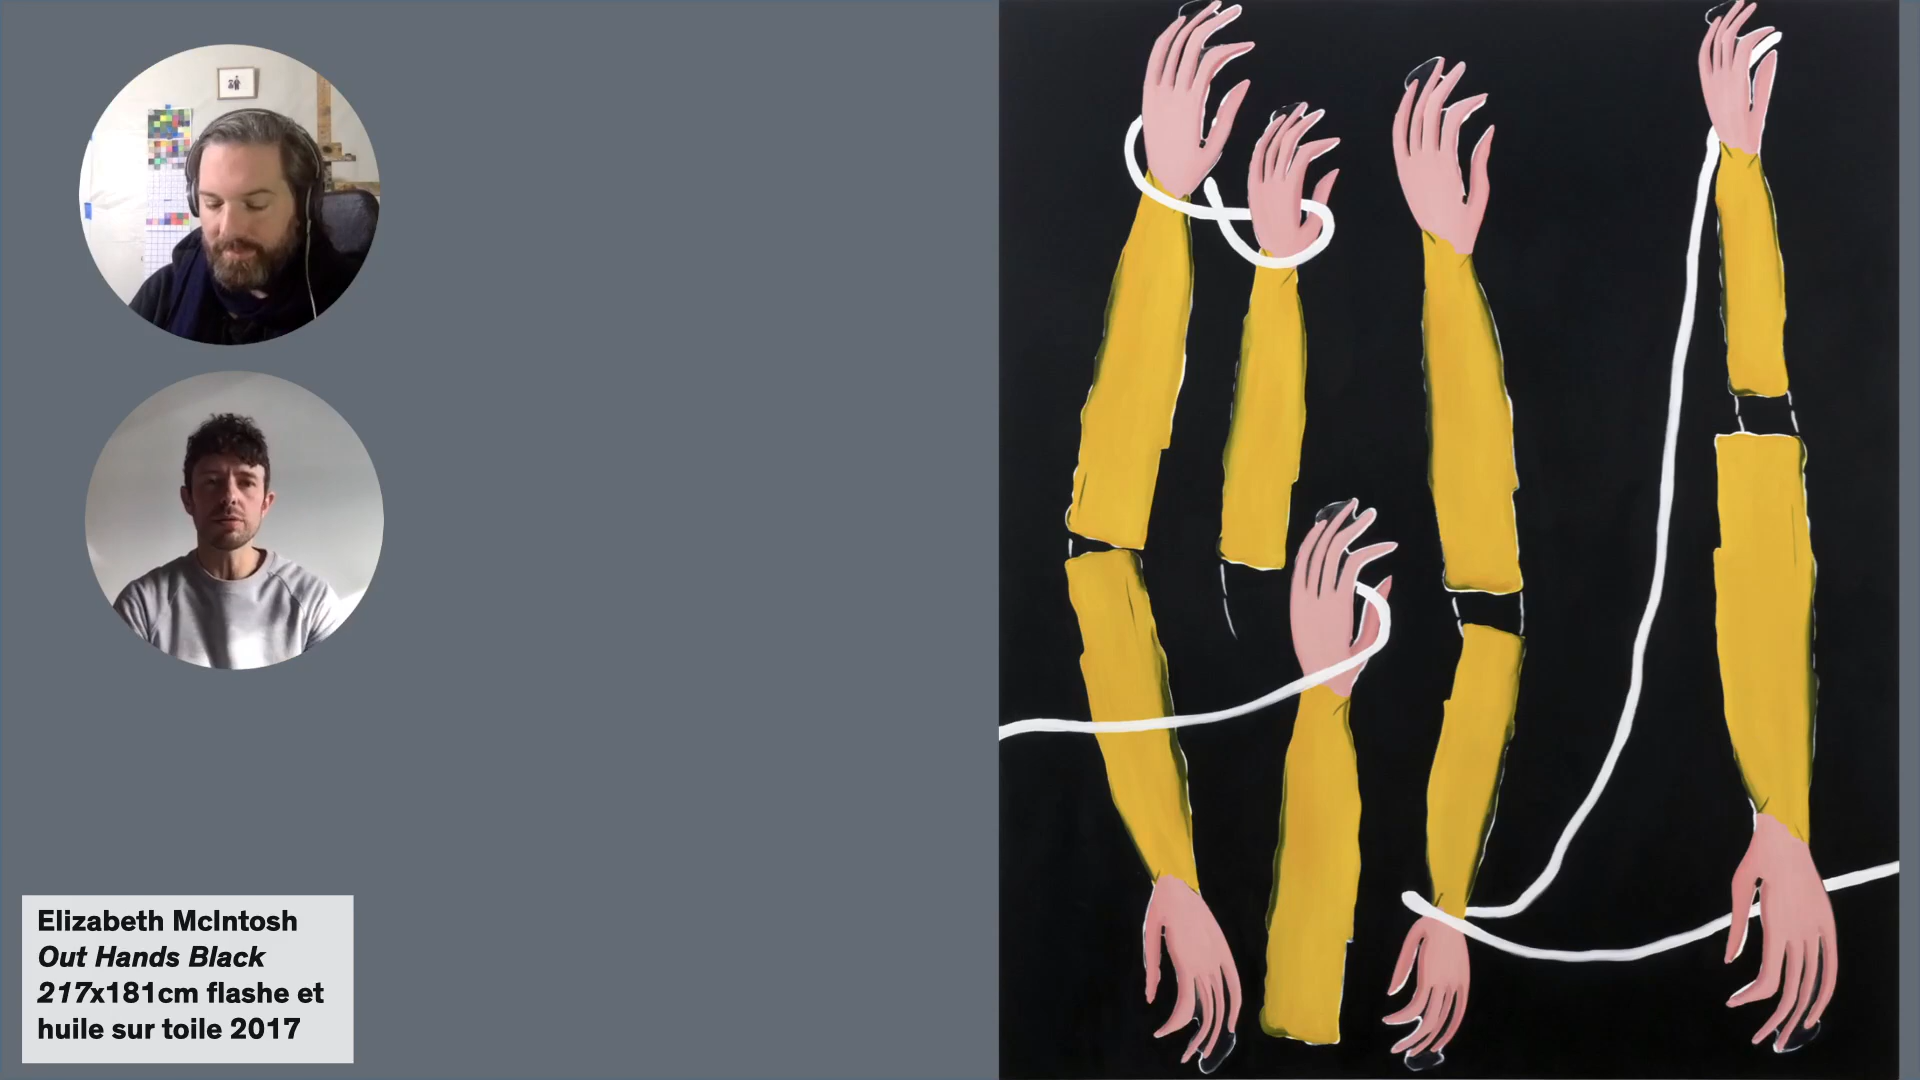 Elizabeth McIntosh
Out Hands Black
217x181cm flashe et
huile sur toile 2017